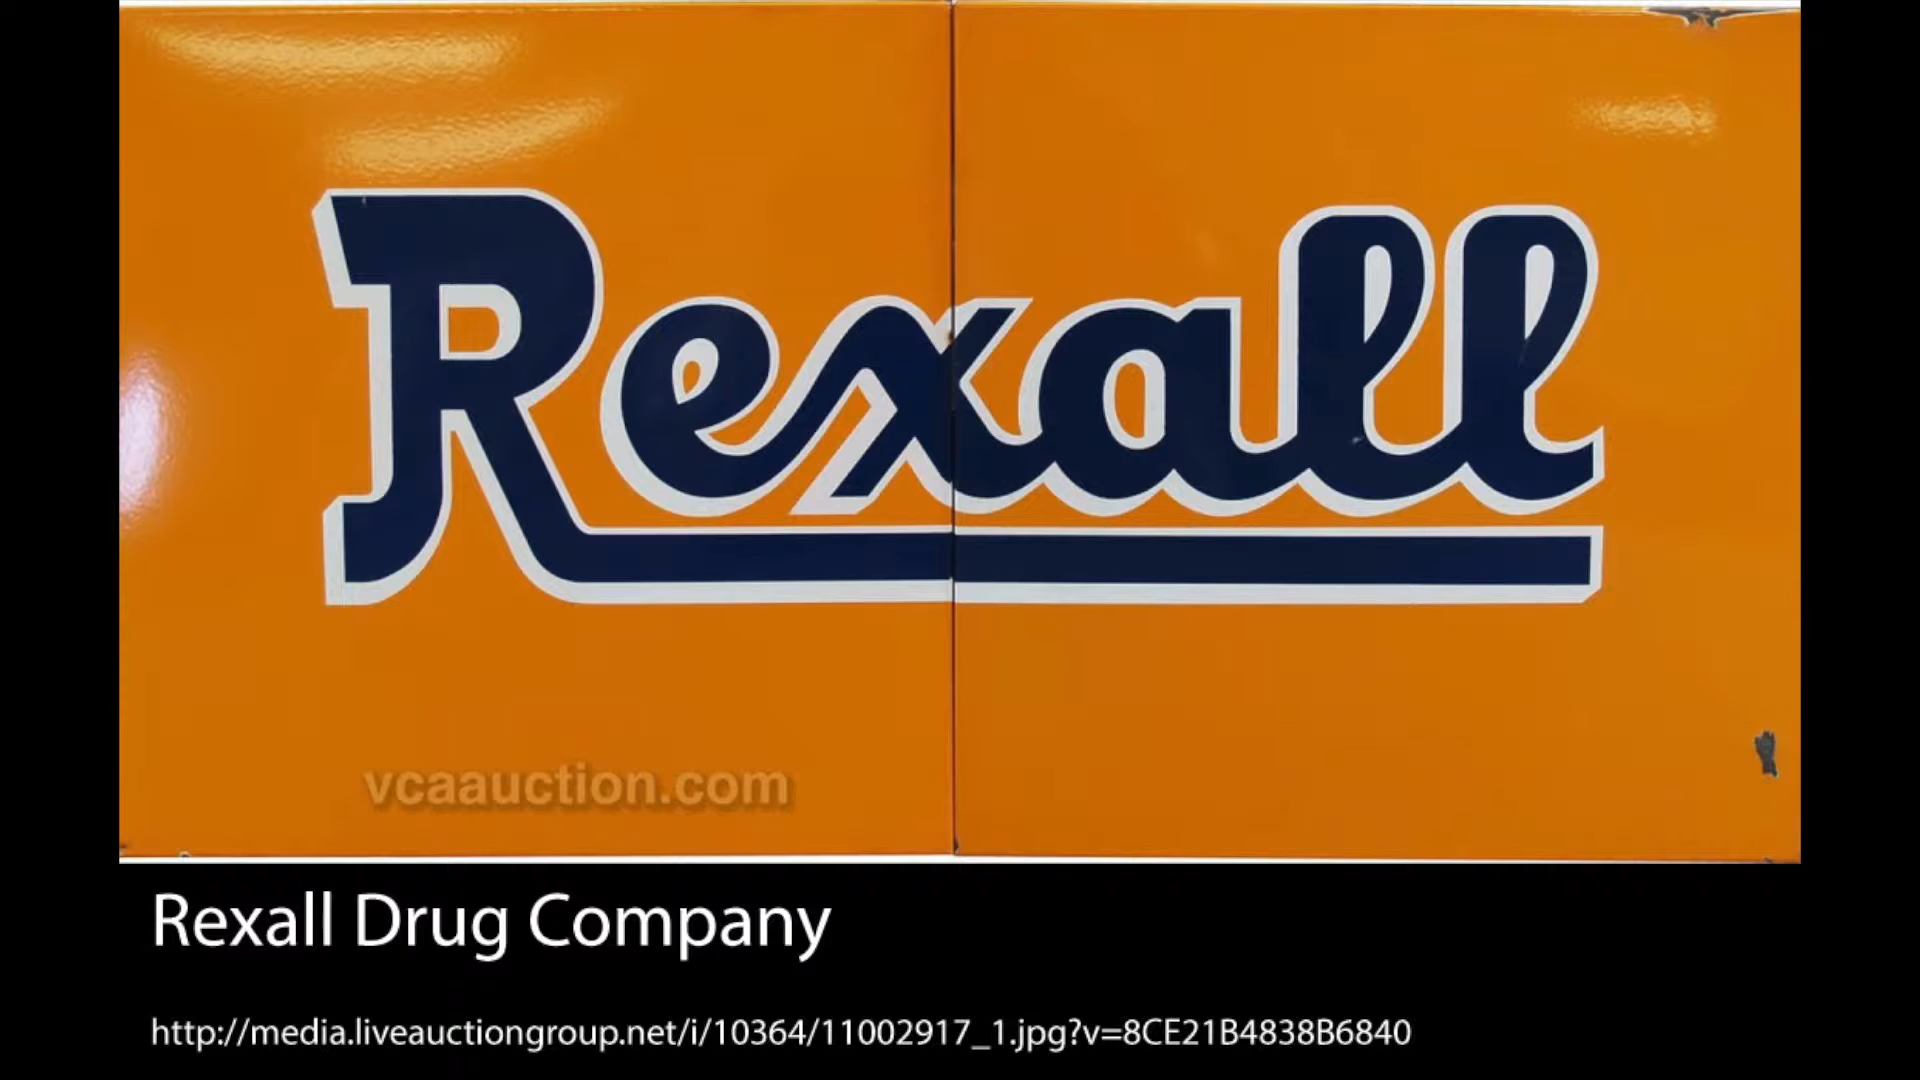 Rexall
vcaauction.com
Rexall Drug Company
http://media.liveauctiongroup.net/i/10364/11002917_1.jpg?v=8CE21B4838B6840